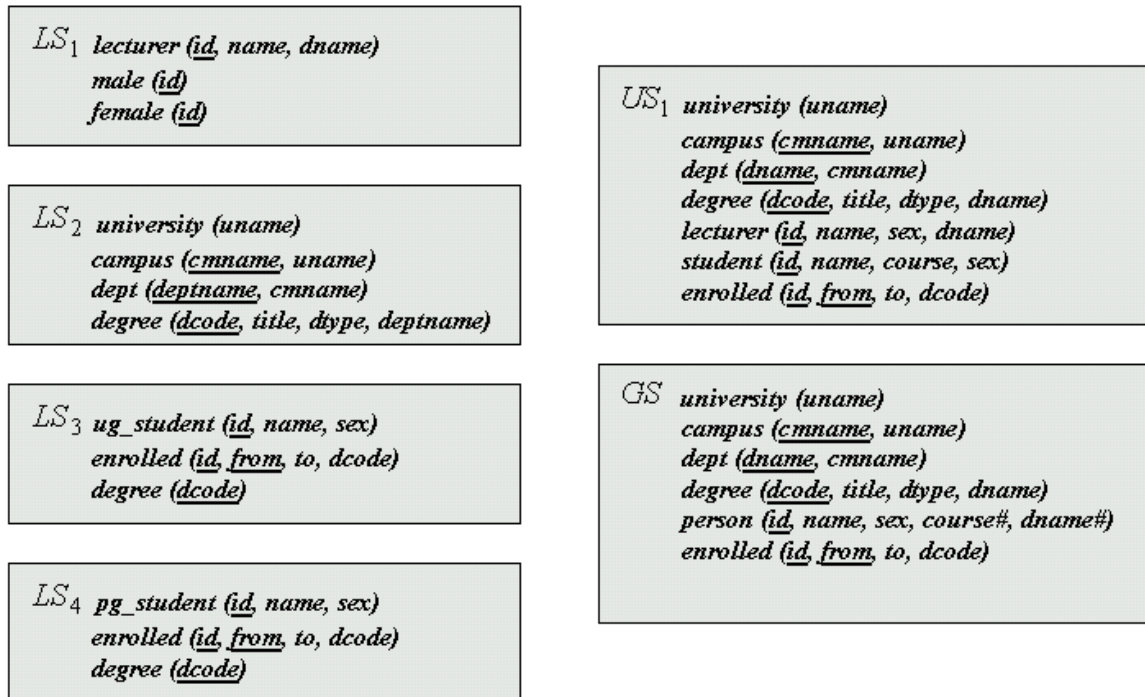 LS1 lecturer (id, name, dname)
male (id)
female (id)
LS2 university (uname)
campus (cmname, uname)
dept (deptname, cmname)
degree (dcode, title, dtype, deptname)
LS3 ug_student (id, name, sex)
enrolled (id, from, to, dcode)
degree (dcode)
LS4 pg_student (id, name, sex)
enrolled (id, from, to, dcode)
degree (dcode)
US1 university (uname)
campus (cmname, uname)
dept (dname, cmname)
degree (dcode, title, dtype, dname)
lecturer (id, name, sex, dname)
student (id, name, course, sex)
enrolled (id, from, to, dcode)
GS university (uname)
campus (cmname, uname)
dept (dname, cmname)
degree (dcode, title, dtype, dname)
person (id, name, sex, course#, dname#)
enrolled (id, from, to, dcode)